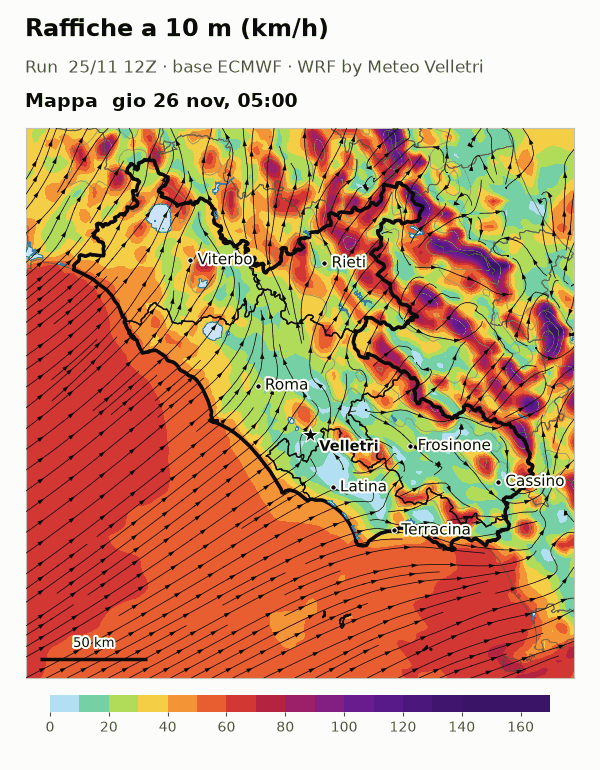 Raffiche a 10 m (km/h)
Run  25/11 12Z · base ECMWF · WRF by Meteo Velletri
Mappa  gio 26 nov, 05:00
Viterbo
Rieti
Roma
Velletri
Frosinone
Cassino
Latina
Terracina
50 km
0 20 40 60 80 100 120 140 160